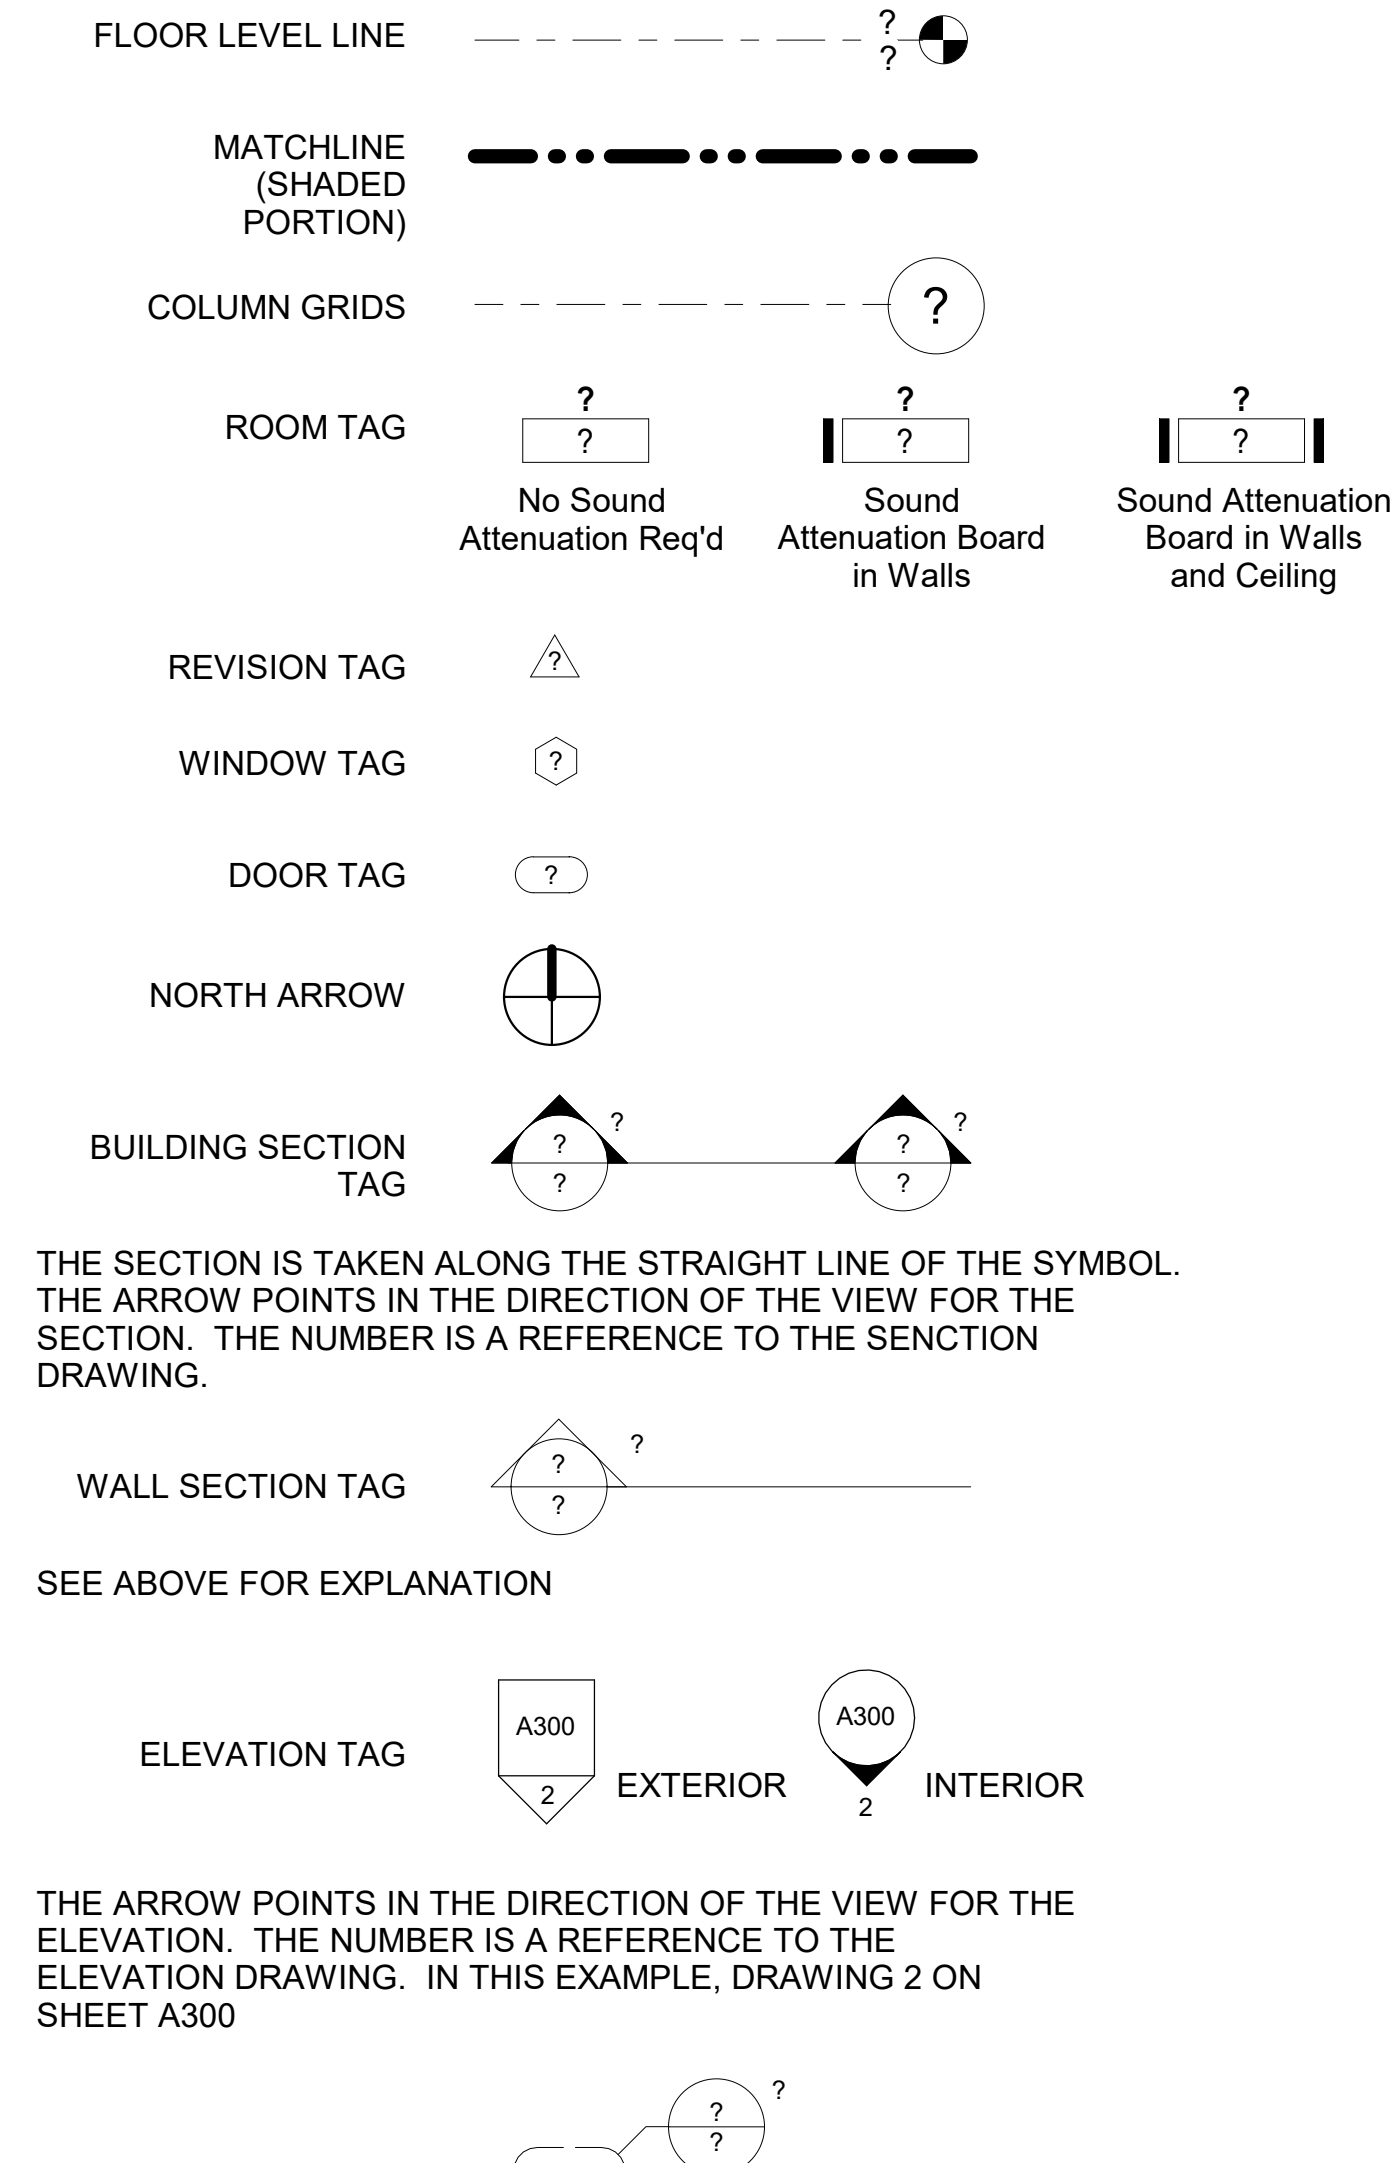 FLOOR LEVEL LINE
?
?
MATCHLINE
(SHADED
PORTION)
COLUMN GRIDS
?
ROOM TAG
?
?
?
?
?
?
No Sound
Attenuation Req'd
Sound
Attenuation Board
in Walls
Sound Attenuation
Board in Walls
and Ceiling
REVISION TAG
?
WINDOW TAG
?
DOOR TAG
?
NORTH ARROW
BUILDING SECTION
TAG
?
?
?
?
?
?
THE SECTION IS TAKEN ALONG THE STRAIGHT LINE OF THE SYMBOL.
THE ARROW POINTS IN THE DIRECTION OF THE VIEW FOR THE
SECTION.  THE NUMBER IS A REFERENCE TO THE SENCTION
DRAWING.
WALL SECTION TAG
?
?
?
SEE ABOVE FOR EXPLANATION
ELEVATION TAG
A300
2
EXTERIOR
A300
2
INTERIOR
THE ARROW POINTS IN THE DIRECTION OF THE VIEW FOR THE
ELEVATION.  THE NUMBER IS A REFERENCE TO THE
ELEVATION DRAWING.  IN THIS EXAMPLE, DRAWING 2 ON
SHEET A300
?
?
?